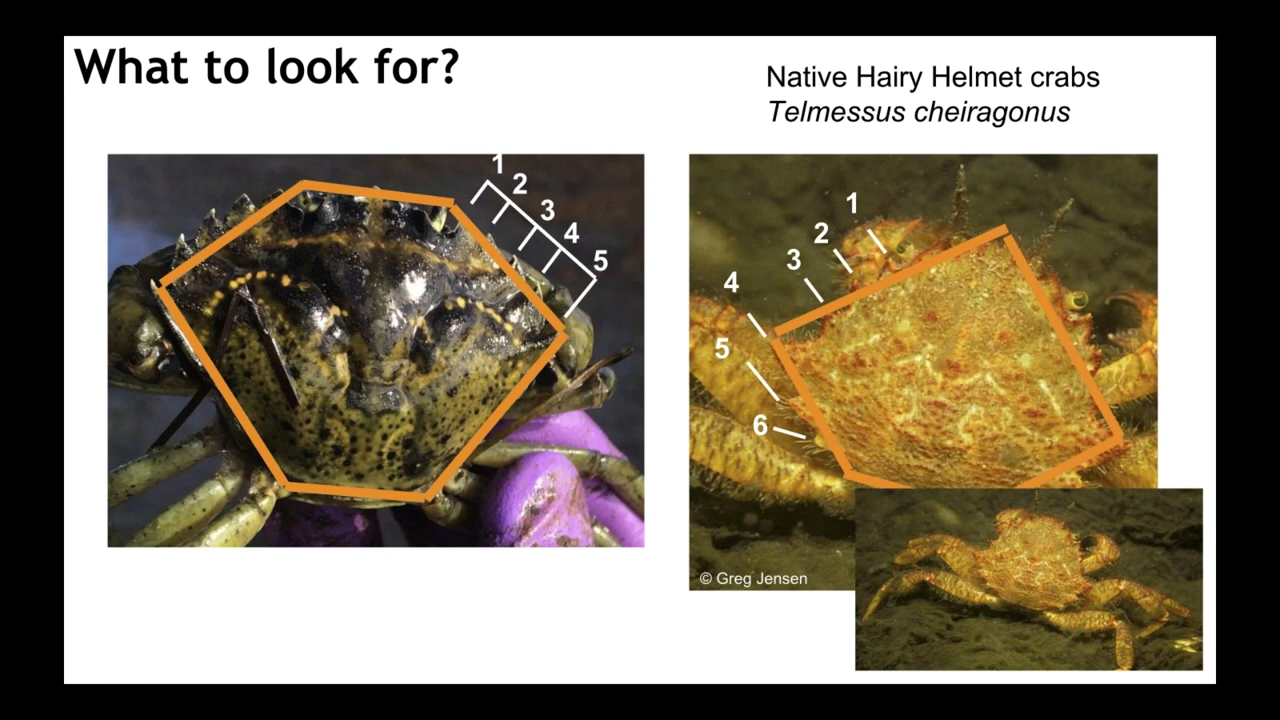 What to look for?
Native Hairy Helmet crabs
Telmessus cheiragonus
1
2
3
4
5
1
2
3
4
5
6
© Greg Jensen